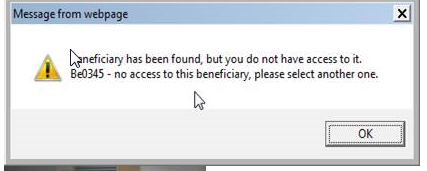 Message from webpage
Beneficiary has been found, but you do not have access to it.
Be0345 - no access to this beneficiary, please select another one.
OK